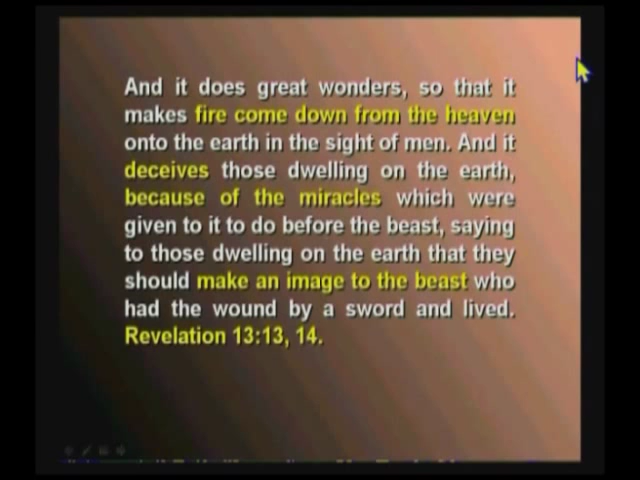 And it does great wonders, so that it
makes fire come down from the heaven
onto the earth in the sight of men. And it
deceives those dwelling on the earth,
because of the miracles which were
given to it to do before the beast, saying
to those dwelling on the earth that they
should make an image to the beast who
had the wound by a sword and lived.
Revelation 13:13, 14.